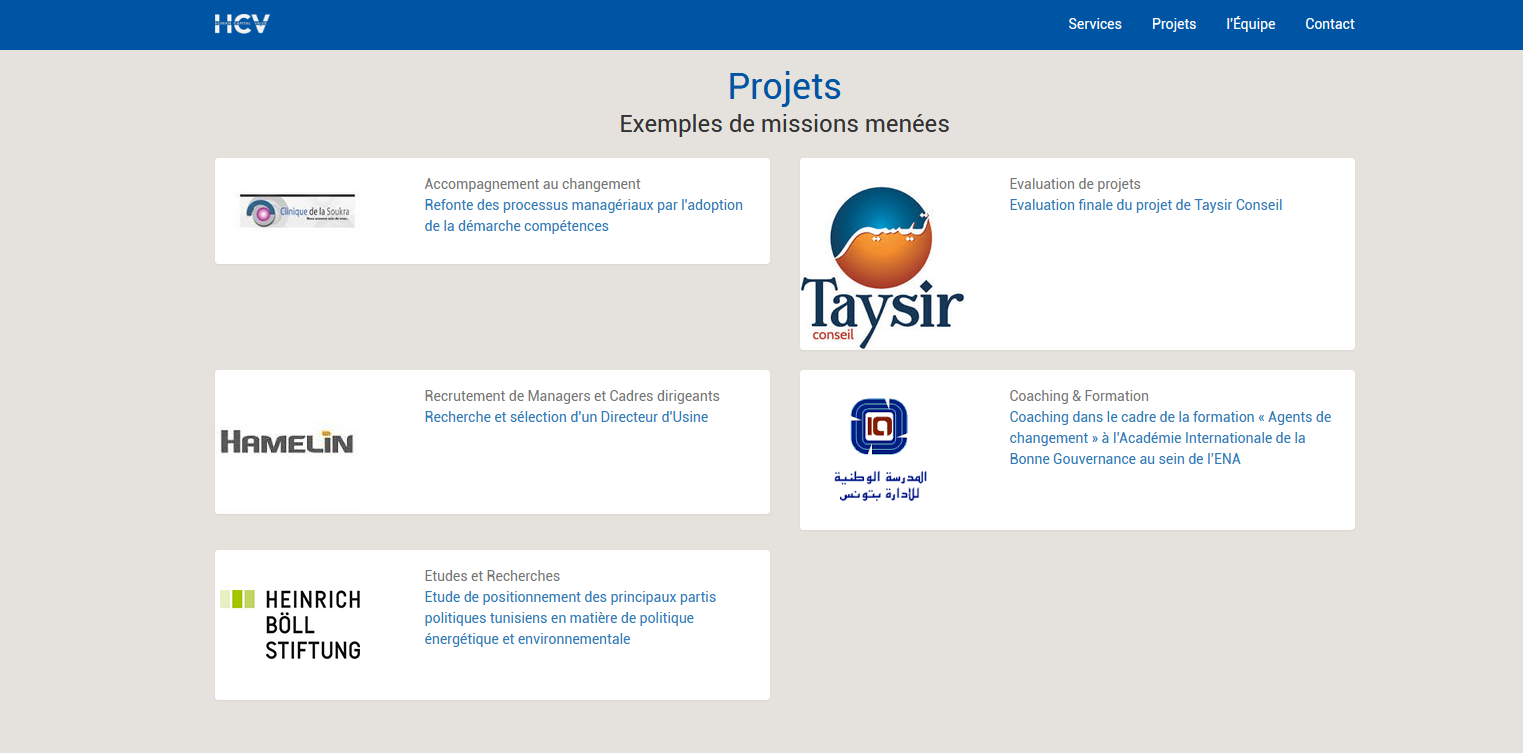 HCV
Services
Projets
l'Équipe
Contact
Projets
Exemples de missions menées
Clinique de la Soukra
Accompagnement au changement
Refonte des processus managériaux par l'adoption
de la démarche compétences
تيسير
Taysir
conseil
Evaluation de projets
Evaluation finale du projet de Taysir Conseil
HAMELIN
Recrutement de Managers et Cadres dirigeants
Recherche et sélection d'un Directeur d'Usine
المدرسة الوطنية
للإدارة بتونس
Coaching & Formation
Coaching dans le cadre de la formation « Agents de
changement » à l'Académie Internationale de la
Bonne Gouvernance au sein de l'ENA
HEINRICH
BÖLL
STIFTUNG
Etudes et Recherches
Etude de positionnement des principaux partis
politiques tunisiens en matière de politique
énergétique et environnementale